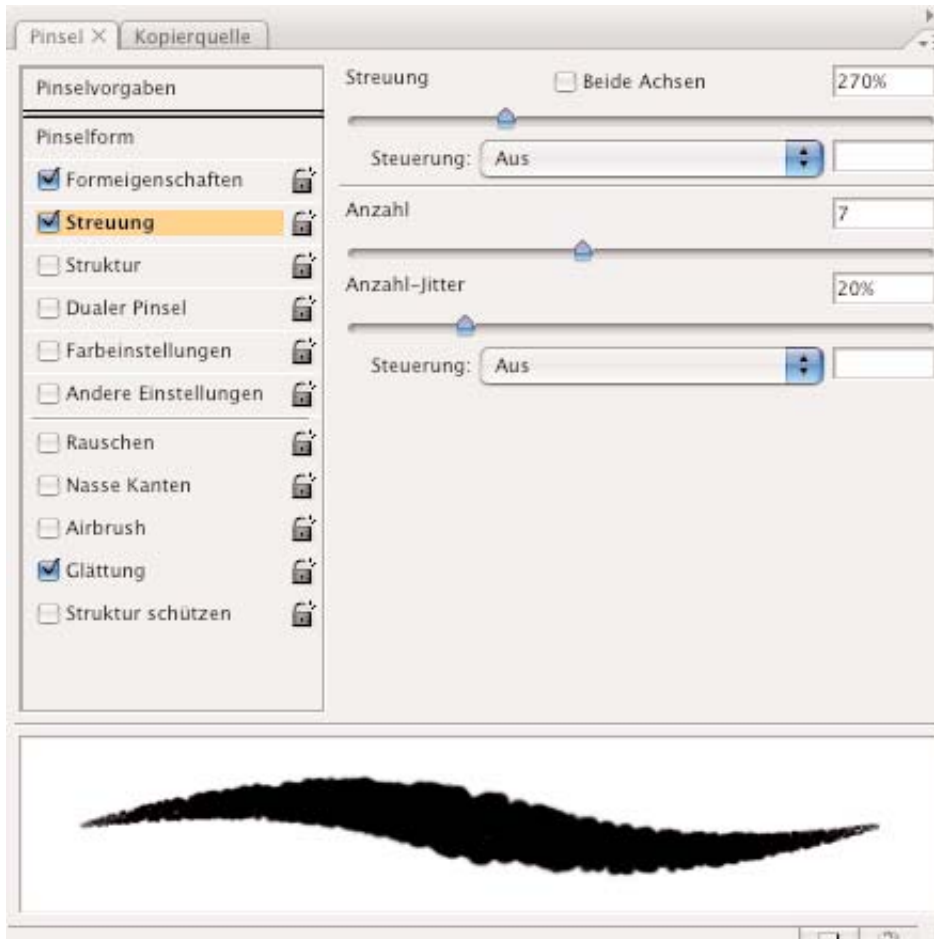 Pinsel × Kopierquelle
Pinselvorgaben
Pinselform
Formeigenschaften
Streuung
Struktur
Dualer Pinsel
Farbeinstellungen
Andere Einstellungen
Rauschen
Nasse Kanten
Airbrush
Glättung
Struktur schützen
Streuung Beide Achsen 270%
Steuerung: Aus
Anzahl 7
Anzahl-Jitter 20%
Steuerung: Aus